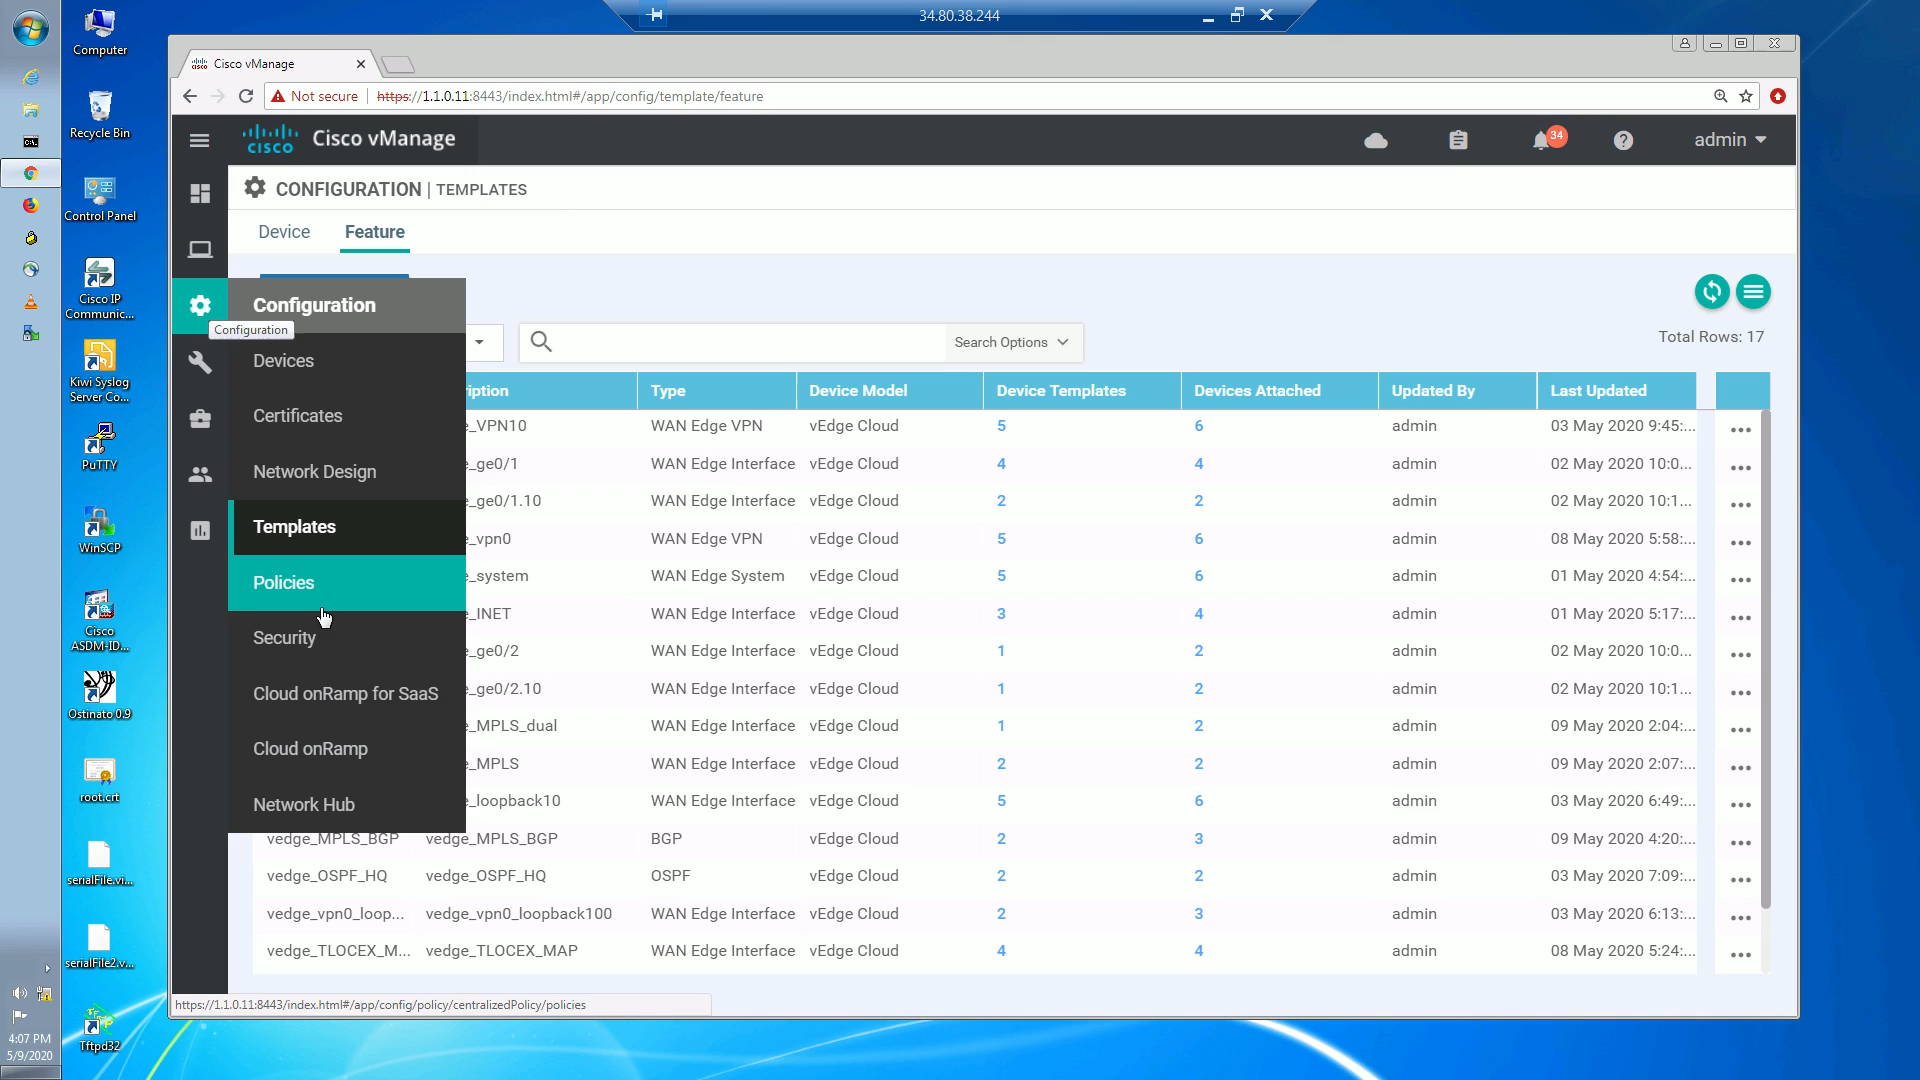 34.80.38.244
Computer
Recycle Bin
Control Panel
Cisco IP
Communic...
Kiwi Syslog
Server Co...
PuTTY
WinSCP
Cisco
ASDM-ID...
Ostinato 0.9
root.crt
serialFile.vi...
serialFile2.v...
Tftpd32
4:07 PM
5/9/2020
Cisco vManage
Not secure | https://1.1.0.11:8443/index.html#/app/config/template/feature
cisco Cisco vManage 34 admin
CONFIGURATION | TEMPLATES
Device Feature
Configuration
Configuration
Devices
Certificates
Network Design
Templates
Policies
Security
Cloud onRamp for SaaS
Cloud onRamp
Network Hub
Search Options
Total Rows: 17
ription Type Device Model Device Templates Devices Attached Updated By Last Updated
e_VPN10 WAN Edge VPN vEdge Cloud 5 6 admin 03 May 2020 9:45:...
e_ge0/1 WAN Edge Interface vEdge Cloud 4 4 admin 02 May 2020 10:0...
e_ge0/1.10 WAN Edge Interface vEdge Cloud 2 2 admin 02 May 2020 10:1...
e_vpn0 WAN Edge VPN vEdge Cloud 5 6 admin 08 May 2020 5:58:...
e_system WAN Edge System vEdge Cloud 5 6 admin 01 May 2020 4:54:...
e_INET WAN Edge Interface vEdge Cloud 3 4 admin 01 May 2020 5:17:...
e_ge0/2 WAN Edge Interface vEdge Cloud 1 2 admin 02 May 2020 10:0...
e_ge0/2.10 WAN Edge Interface vEdge Cloud 1 2 admin 02 May 2020 10:1...
e_MPLS_dual WAN Edge Interface vEdge Cloud 1 2 admin 09 May 2020 2:04:...
e_MPLS WAN Edge Interface vEdge Cloud 2 2 admin 09 May 2020 2:07:...
e_loopback10 WAN Edge Interface vEdge Cloud 5 6 admin 03 May 2020 6:49:...
vedge_MPLS_BGP vedge_MPLS_BGP BGP vEdge Cloud 2 3 admin 09 May 2020 4:20:...
vedge_OSPF_HQ vedge_OSPF_HQ OSPF vEdge Cloud 2 2 admin 03 May 2020 7:09:...
vedge_vpn0_loop... vedge_vpn0_loopback100 WAN Edge Interface vEdge Cloud 2 3 admin 03 May 2020 6:13:...
vedge_TLOCEX_M... vedge_TLOCEX_MAP WAN Edge Interface vEdge Cloud 4 4 admin 08 May 2020 5:24:...
https://1.1.0.11:8443/index.html#/app/config/policy/centralizedPolicy/policies